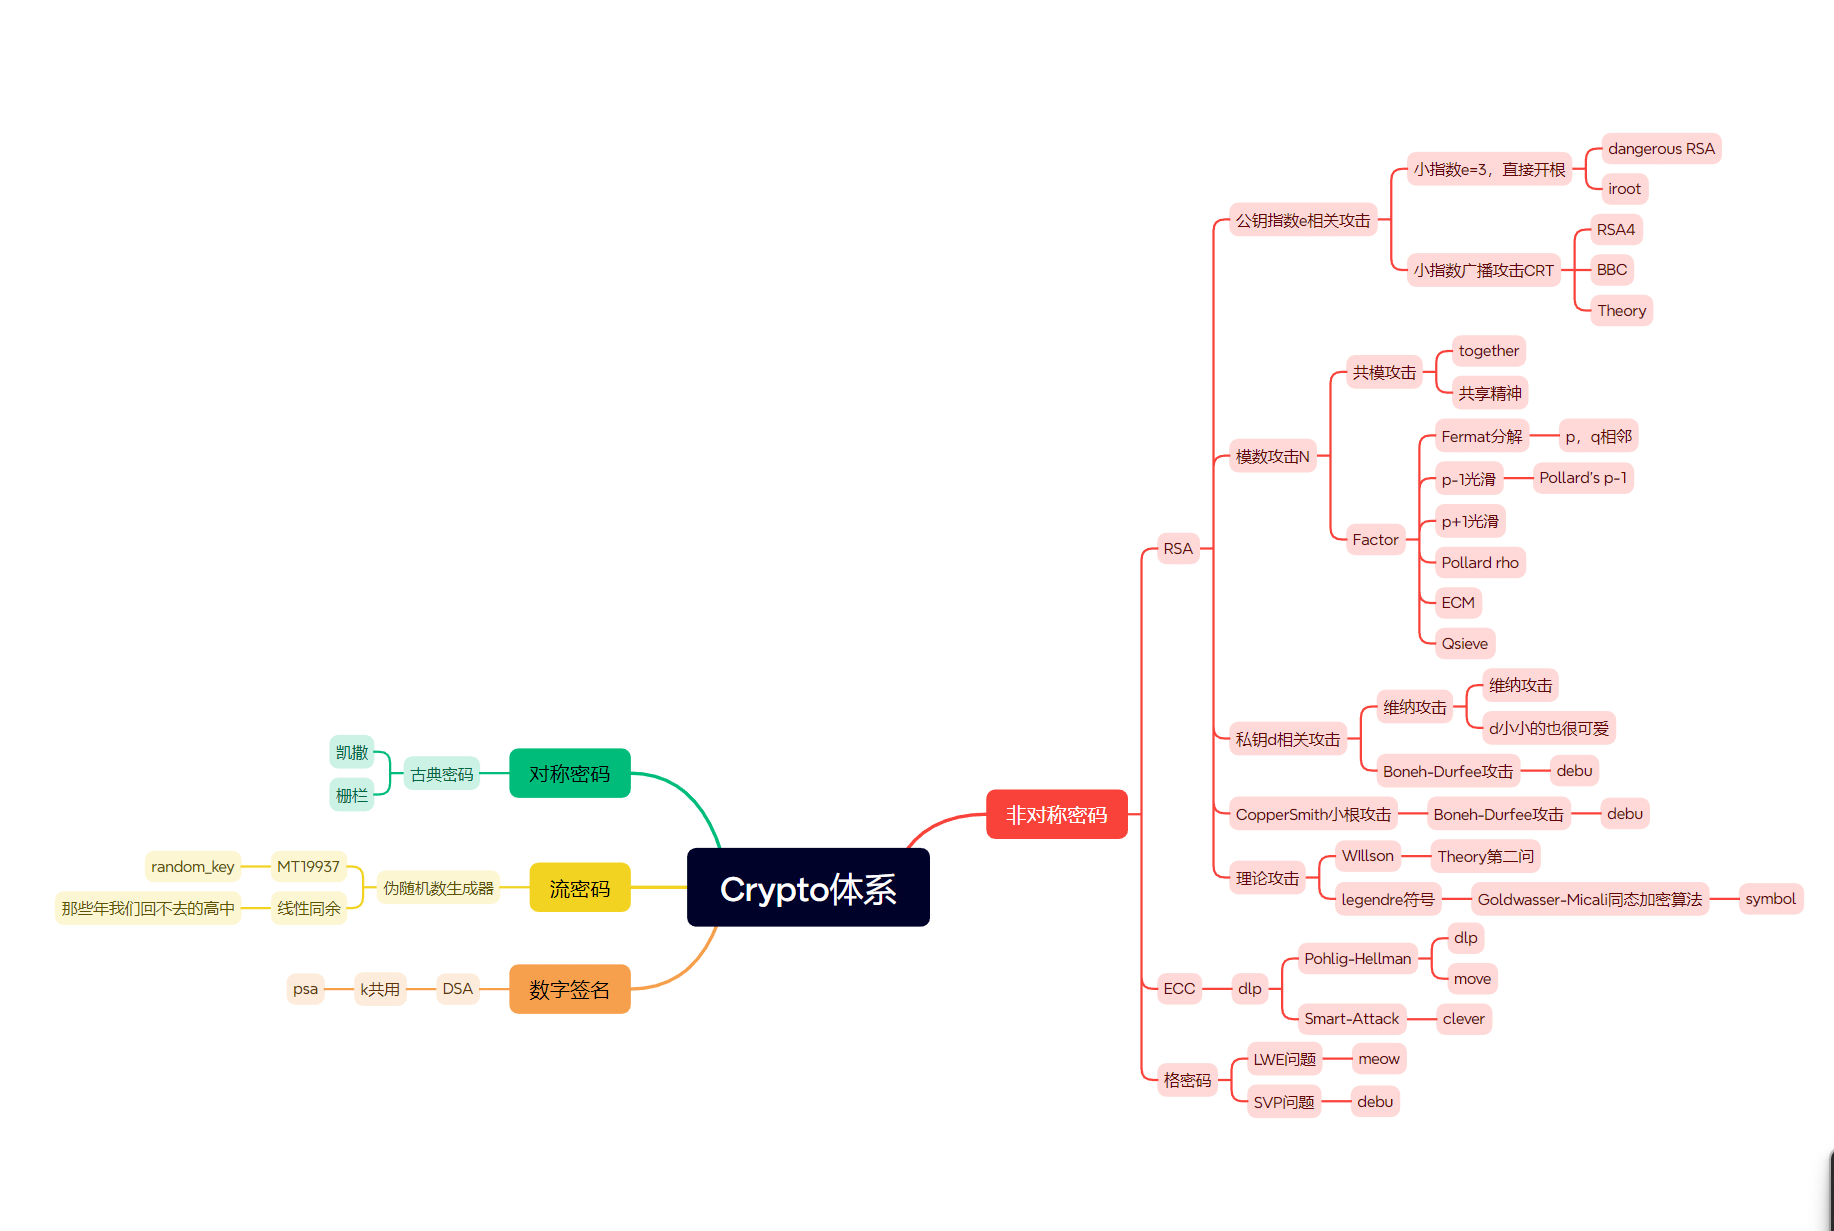 Crypto体系
对称密码
古典密码
凯撒
栅栏
流密码
伪随机数生成器
MT19937
random_key
线性同余
那些年我们回不去的高中
数字签名
DSA
k共用
psa
非对称密码
RSA
公钥指数e相关攻击
小指数e=3，直接开根
dangerous RSA
iroot
小指数广播攻击CRT
RSA4
BBC
Theory
模数攻击N
共模攻击
together
共享精神
Factor
Fermat分解
p，q相邻
p-1光滑
Pollard's p-1
p+1光滑
Pollard rho
ECM
Qsieve
私钥d相关攻击
维纳攻击
维纳攻击
d小小的也很可爱
Boneh-Durfee攻击
debu
CopperSmith小根攻击
Boneh-Durfee攻击
debu
理论攻击
WIllson
Theory第二问
legendre符号
Goldwasser-Micali同态加密算法
symbol
ECC
dlp
Pohlig-Hellman
dlp
move
Smart-Attack
clever
格密码
LWE问题
meow
SVP问题
debu